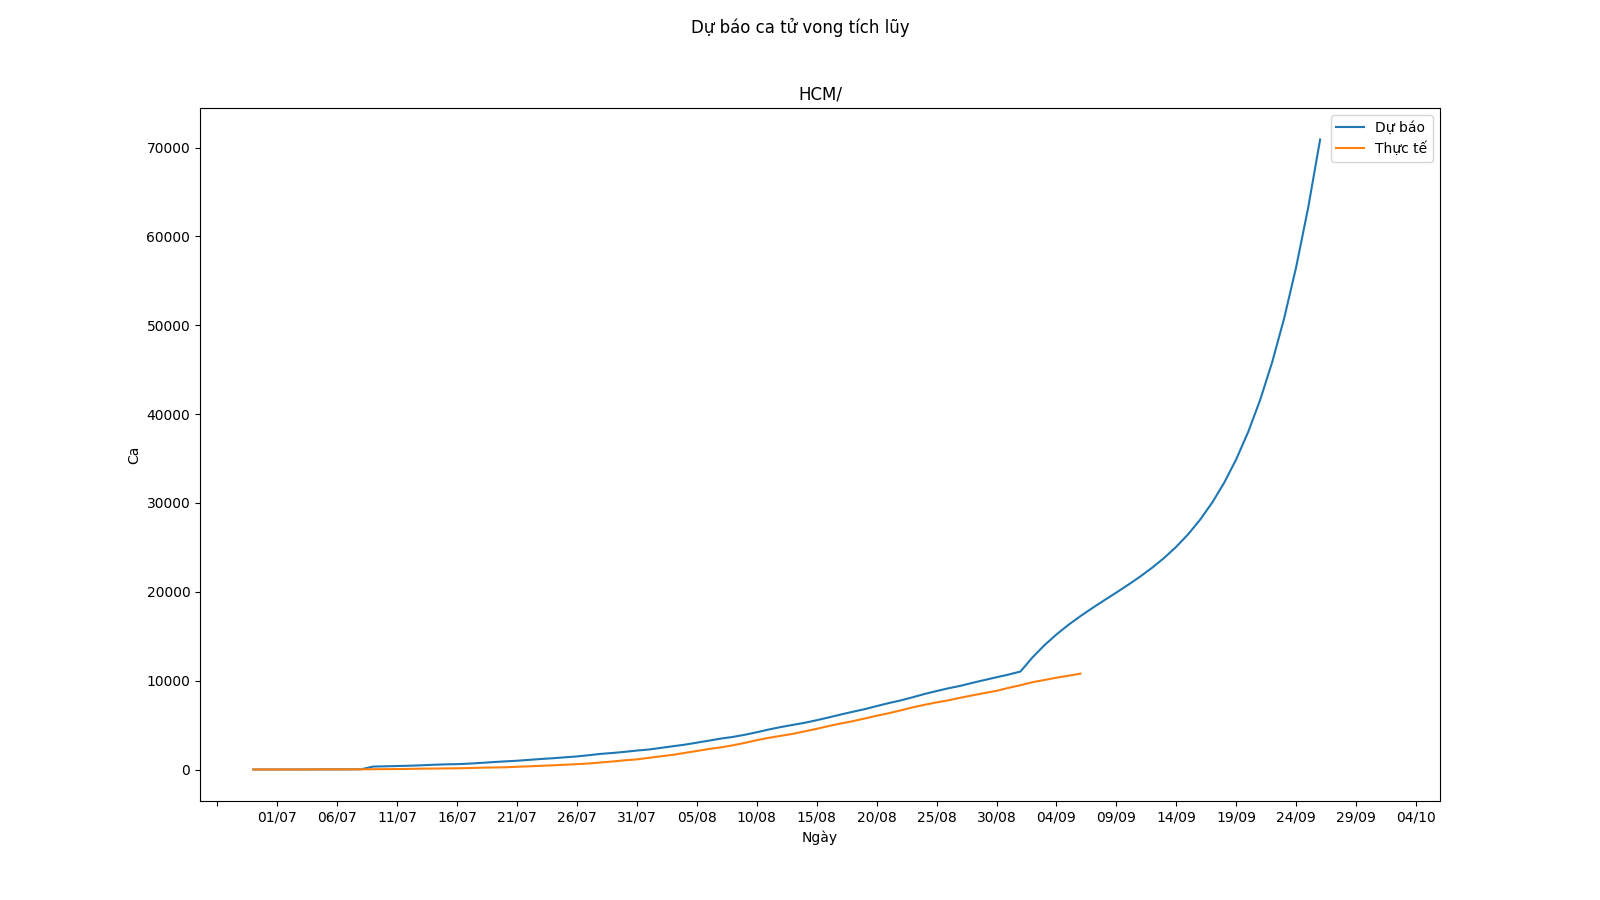 Dự báo ca tử vong tích lũy
HCM/
Dự báo
Thực tế
70000
60000
50000
40000
30000
20000
10000
0
Ca
01/07 06/07 11/07 16/07 21/07 26/07 31/07 05/08 10/08 15/08 20/08 25/08 30/08 04/09 09/09 14/09 19/09 24/09 29/09 04/10
Ngày